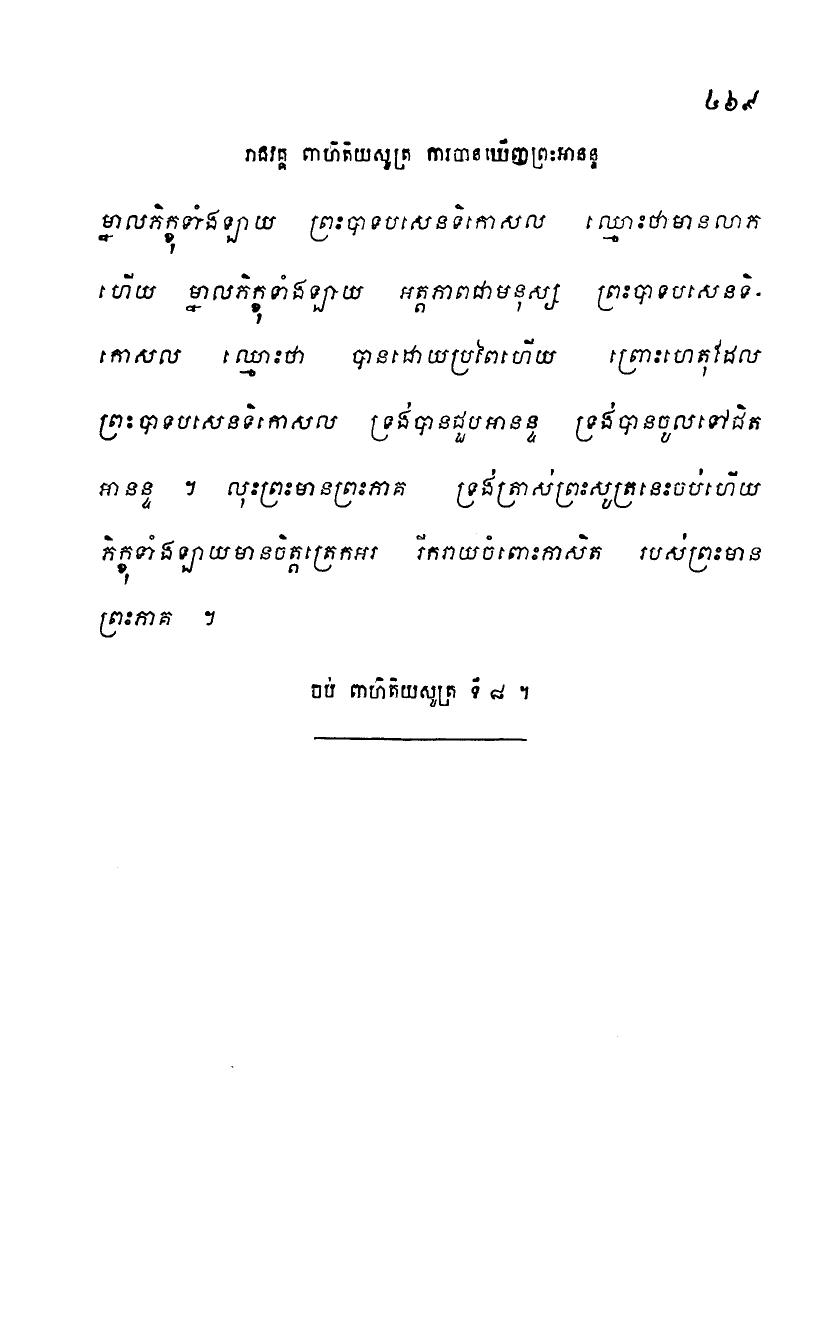 ៤៦៩
រាជវគ្គ ពាហិតិយសូត្រ ការបានឃើញព្រះអានន្ទ
ម្នាលភិក្ខុទាំងឡាយ ព្រះបាទបសេនទិកោសល ឈ្មោះថាមានលាភ
ហើយ ម្នាលភិក្ខុទាំងឡាយ អត្តភាពជាមនុស្ស ព្រះបាទបសេនទិ-
កោសល ឈ្មោះថា បានដោយប្រពៃហើយ ព្រោះហេតុដែល
ព្រះបាទបសេនទិកោសល ទ្រង់បានជួបអានន្ទ ទ្រង់បានចូលទៅជិត
អានន្ទ ។ លុះព្រះមានព្រះភាគ ទ្រង់ត្រាស់ព្រះសូត្រនេះចប់ហើយ
ភិក្ខុទាំងឡាយមានចិត្តត្រេកអរ រីករាយចំពោះភាសិត របស់ព្រះមាន
ព្រះភាគ ។
ចប់ ពាហិតិយសូត្រ ទី ៨ ។